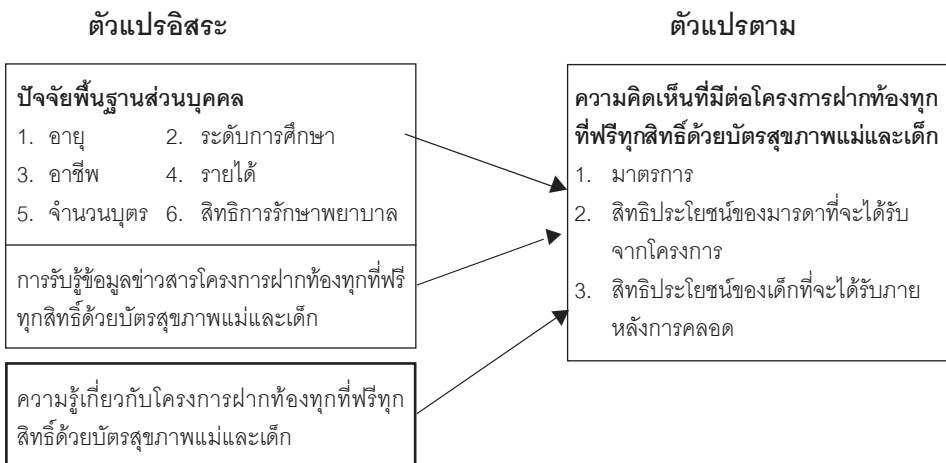 ตัวแปรอิสระ
ปัจจัยพื้นฐานส่วนบุคคล
1. อายุ 2. ระดับการศึกษา
3. อาชีพ 4. รายได้
5. จำนวนบุตร 6. สิทธิการรักษาพยาบาล
การรับรู้ข้อมูลข่าวสารโครงการฝากท้องทุกที่ฟรี
ทุกสิทธิ์ด้วยบัตรสุขภาพแม่และเด็ก
ความรู้เกี่ยวกับโครงการฝากท้องทุกที่ฟรีทุก
สิทธิ์ด้วยบัตรสุขภาพแม่และเด็ก
ตัวแปรตาม
ความคิดเห็นที่มีต่อโครงการฝากท้องทุก
ที่ฟรีทุกสิทธิ์ด้วยบัตรสุขภาพแม่และเด็ก
1. มาตรการ
2. สิทธิประโยชน์ของมารดาที่จะได้รับ
จากโครงการ
3. สิทธิประโยชน์ของเด็กที่จะได้รับภาย
หลังการคลอด